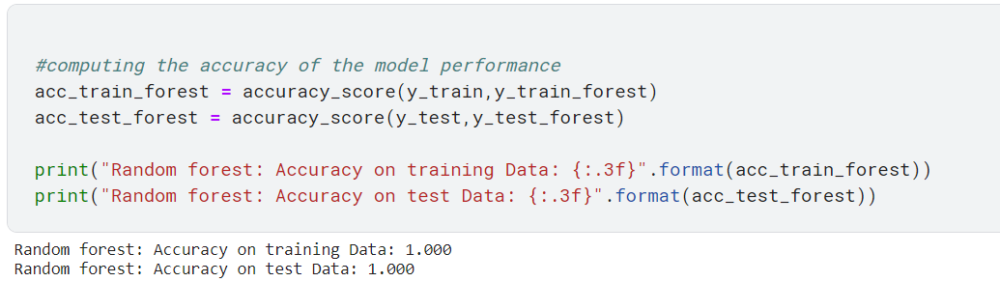 #computing the accuracy of the model performance
acc_train_forest = accuracy_score(y_train,y_train_forest)
acc_test_forest = accuracy_score(y_test,y_test_forest)
print("Random forest: Accuracy on training Data: {:.3f}".format(acc_train_forest))
print("Random forest: Accuracy on test Data: {:.3f}".format(acc_test_forest))
Random forest: Accuracy on training Data: 1.000
Random forest: Accuracy on test Data: 1.000